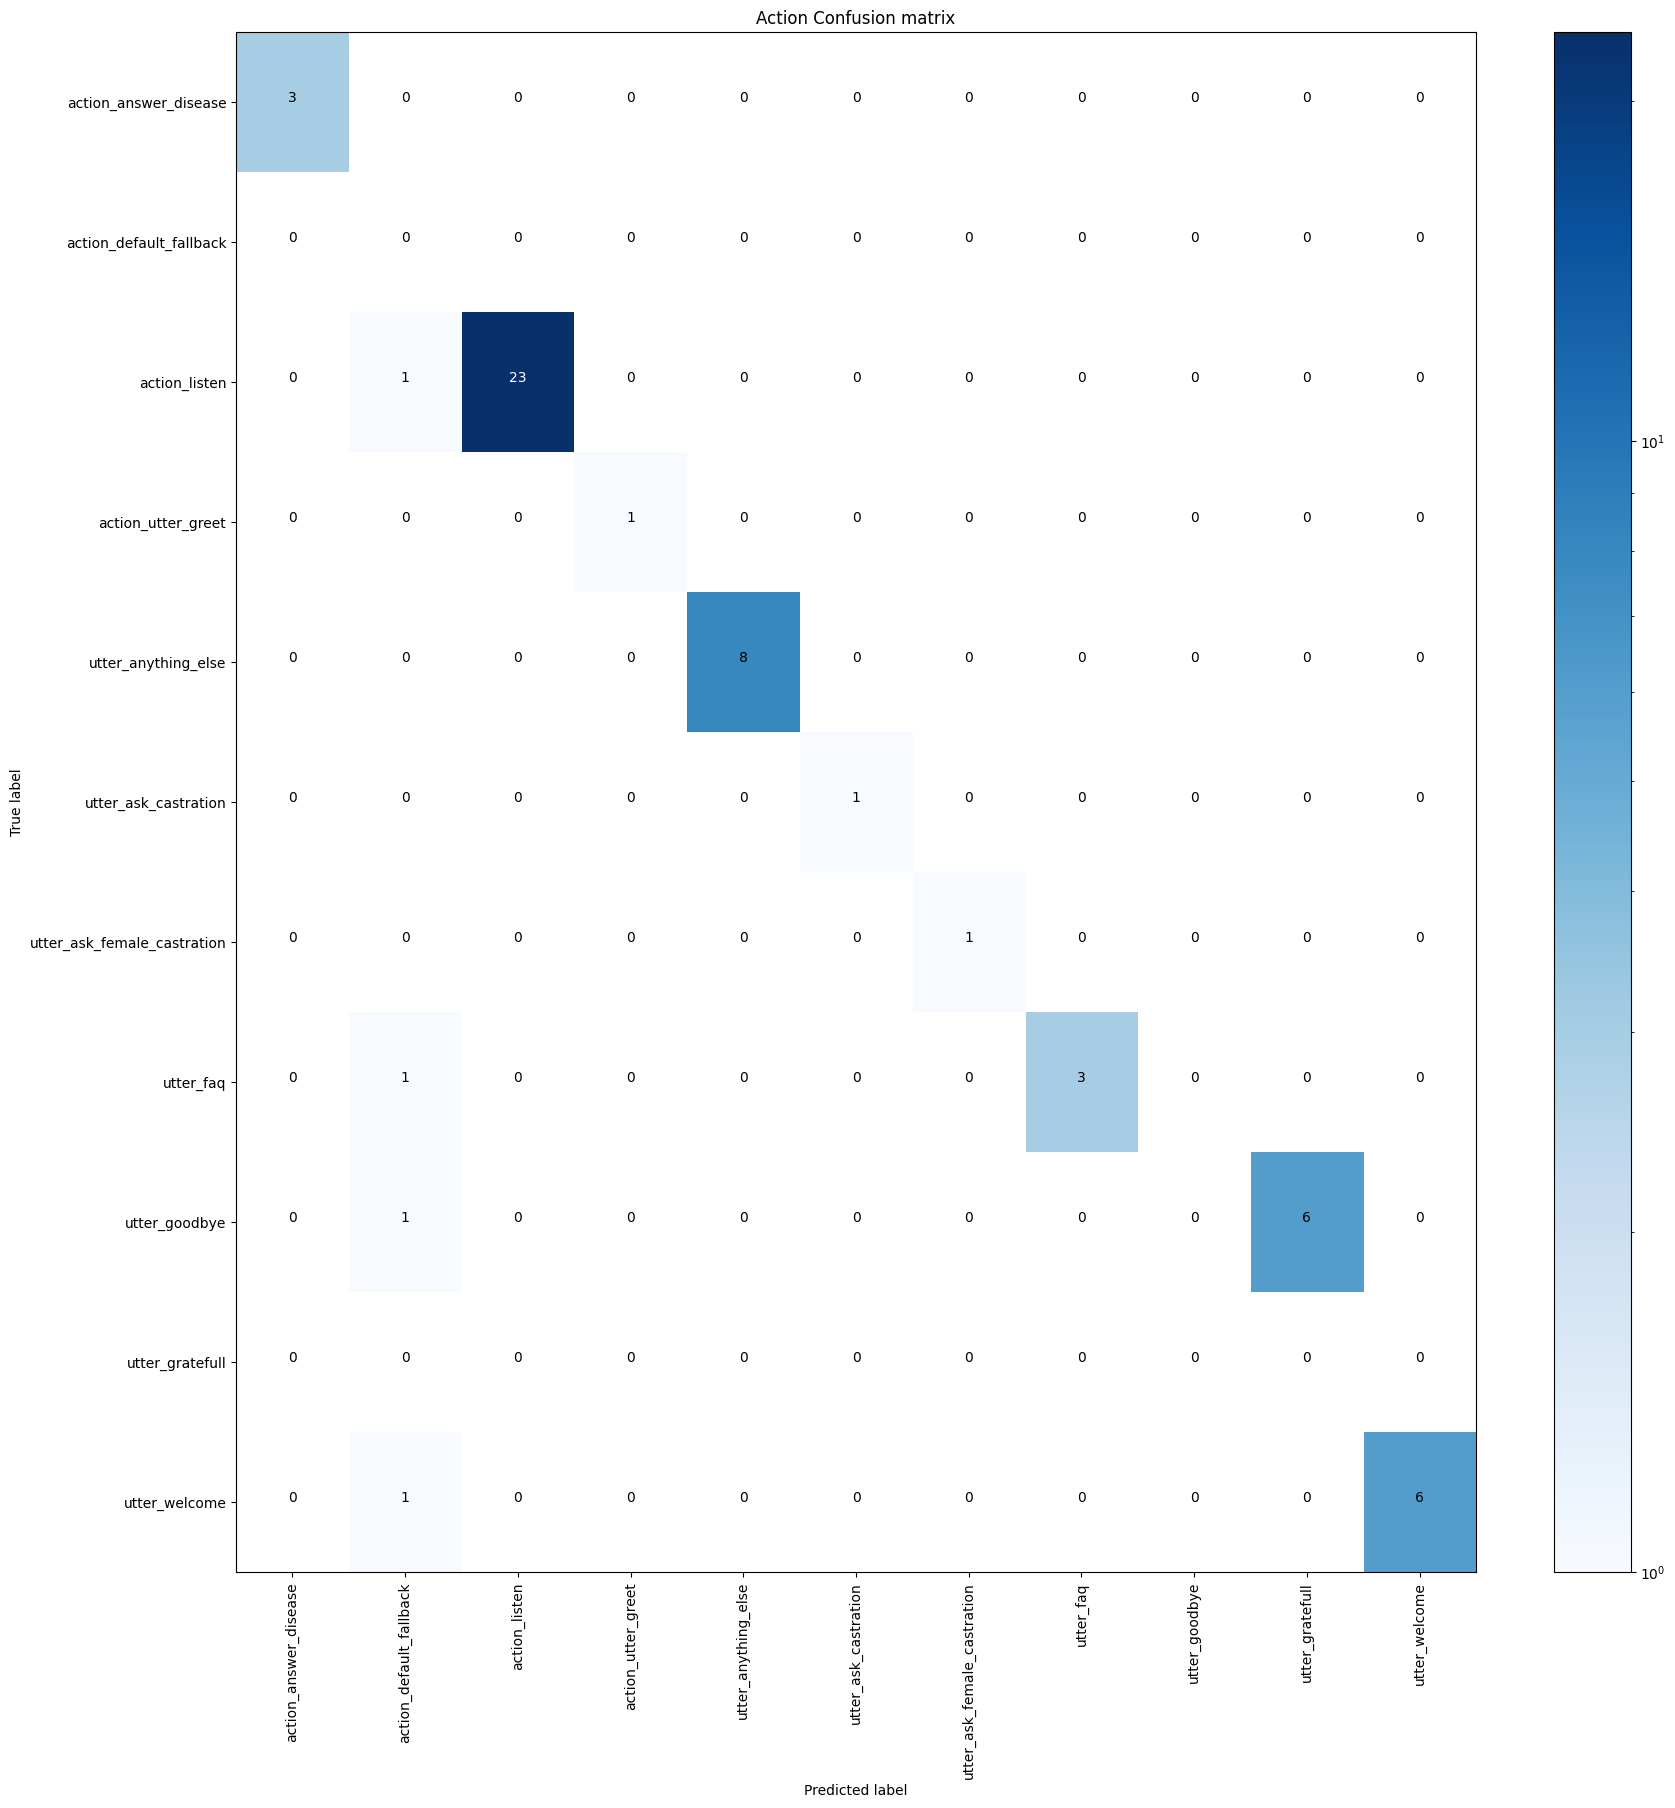 Action Confusion matrix
True label
action_answer_disease 3 0 0 0 0 0 0 0 0 0 0
action_default_fallback 0 0 0 0 0 0 0 0 0 0 0
action_listen 0 1 23 0 0 0 0 0 0 0 0
action_utter_greet 0 0 0 1 0 0 0 0 0 0 0
utter_anything_else 0 0 0 0 8 0 0 0 0 0 0
utter_ask_castration 0 0 0 0 0 1 0 0 0 0 0
utter_ask_female_castration 0 0 0 0 0 0 1 0 0 0 0
utter_faq 0 1 0 0 0 0 0 3 0 0 0
utter_goodbye 0 1 0 0 0 0 0 0 0 6 0
utter_gratefull 0 0 0 0 0 0 0 0 0 0 0
utter_welcome 0 1 0 0 0 0 0 0 0 0 6
action_answer_disease
action_default_fallback
action_listen
action_utter_greet
utter_anything_else
utter_ask_castration
utter_ask_female_castration
utter_faq
utter_goodbye
utter_gratefull
utter_welcome
Predicted label
10¹
10⁰